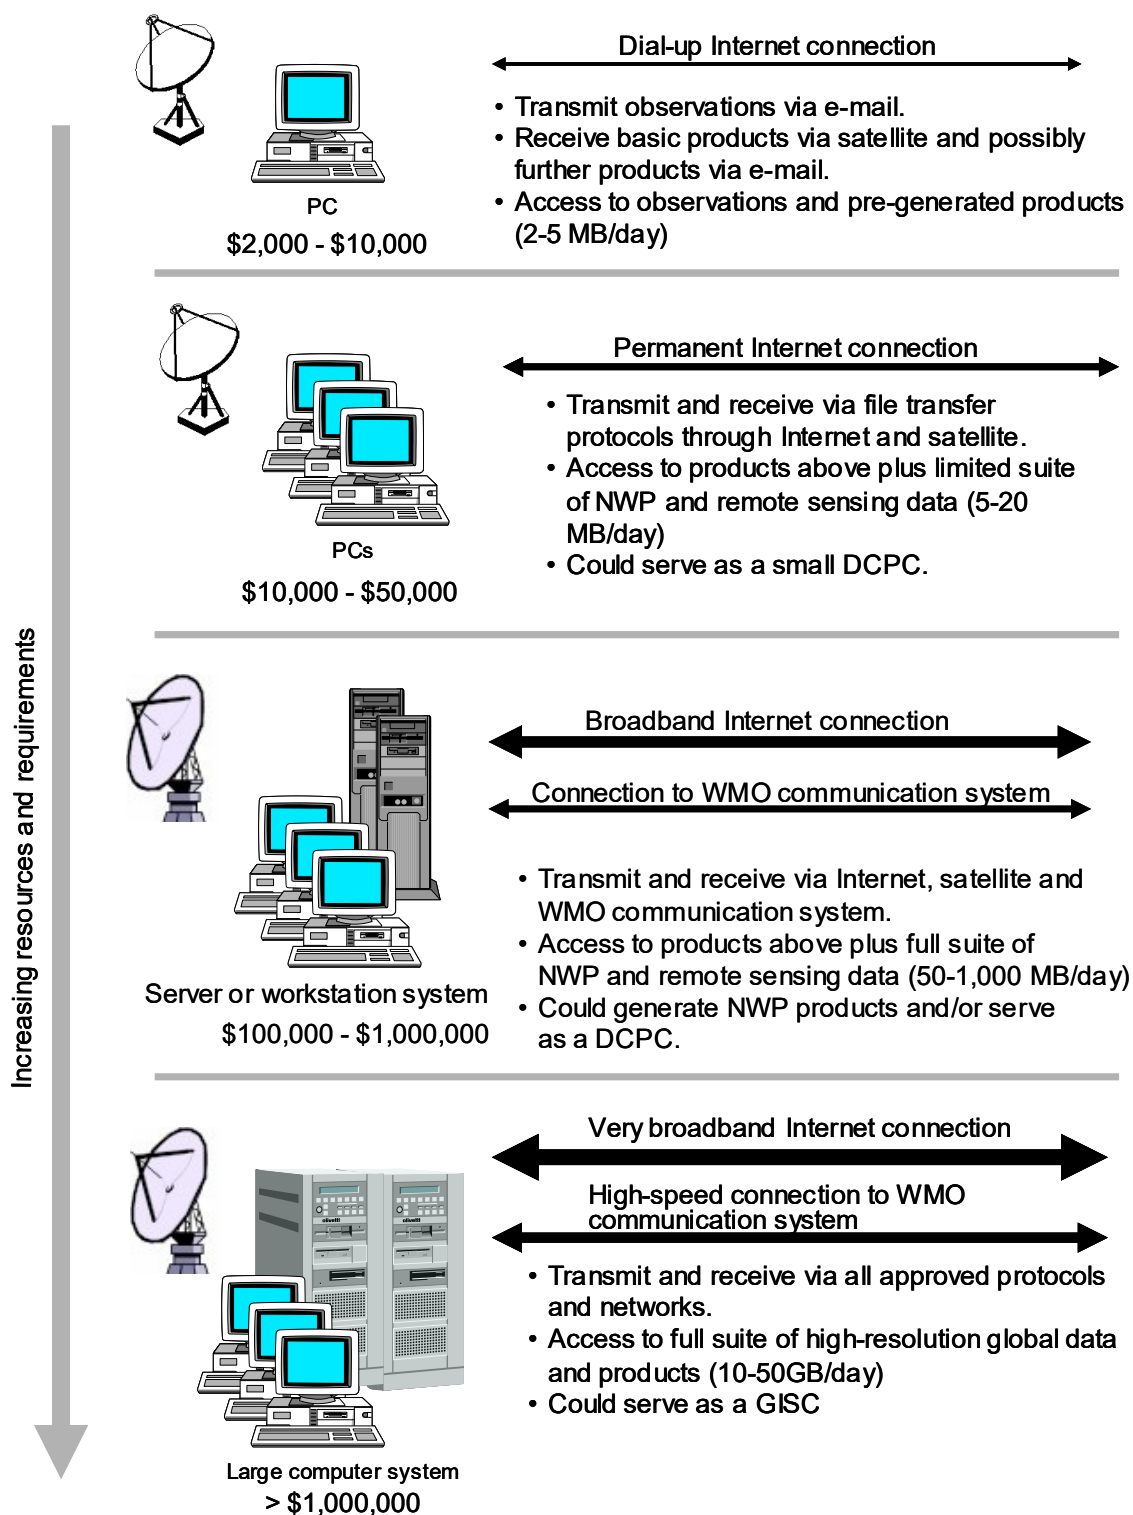 Dial-up Internet connection
• Transmit observations via e-mail.
• Receive basic products via satellite and possibly
further products via e-mail.
• Access to observations and pre-generated products
(2-5 MB/day)
PC
$2,000 - $10,000
Permanent Internet connection
• Transmit and receive via file transfer
protocols through Internet and satellite.
• Access to products above plus limited suite
of NWP and remote sensing data (5-20
MB/day)
• Could serve as a small DCPC.
PCs
$10,000 - $50,000
Increasing resources and requirements
Broadband Internet connection
Connection to WMO communication system
• Transmit and receive via Internet, satellite and
WMO communication system.
• Access to products above plus full suite of
NWP and remote sensing data (50-1,000 MB/day)
• Could generate NWP products and/or serve
as a DCPC.
Server or workstation system
$100,000 - $1,000,000
Very broadband Internet connection
High-speed connection to WMO
communication system
• Transmit and receive via all approved protocols
and networks.
• Access to full suite of high-resolution global data
and products (10-50GB/day)
• Could serve as a GISC
olivetti
olivetti
Large computer system
> $1,000,000